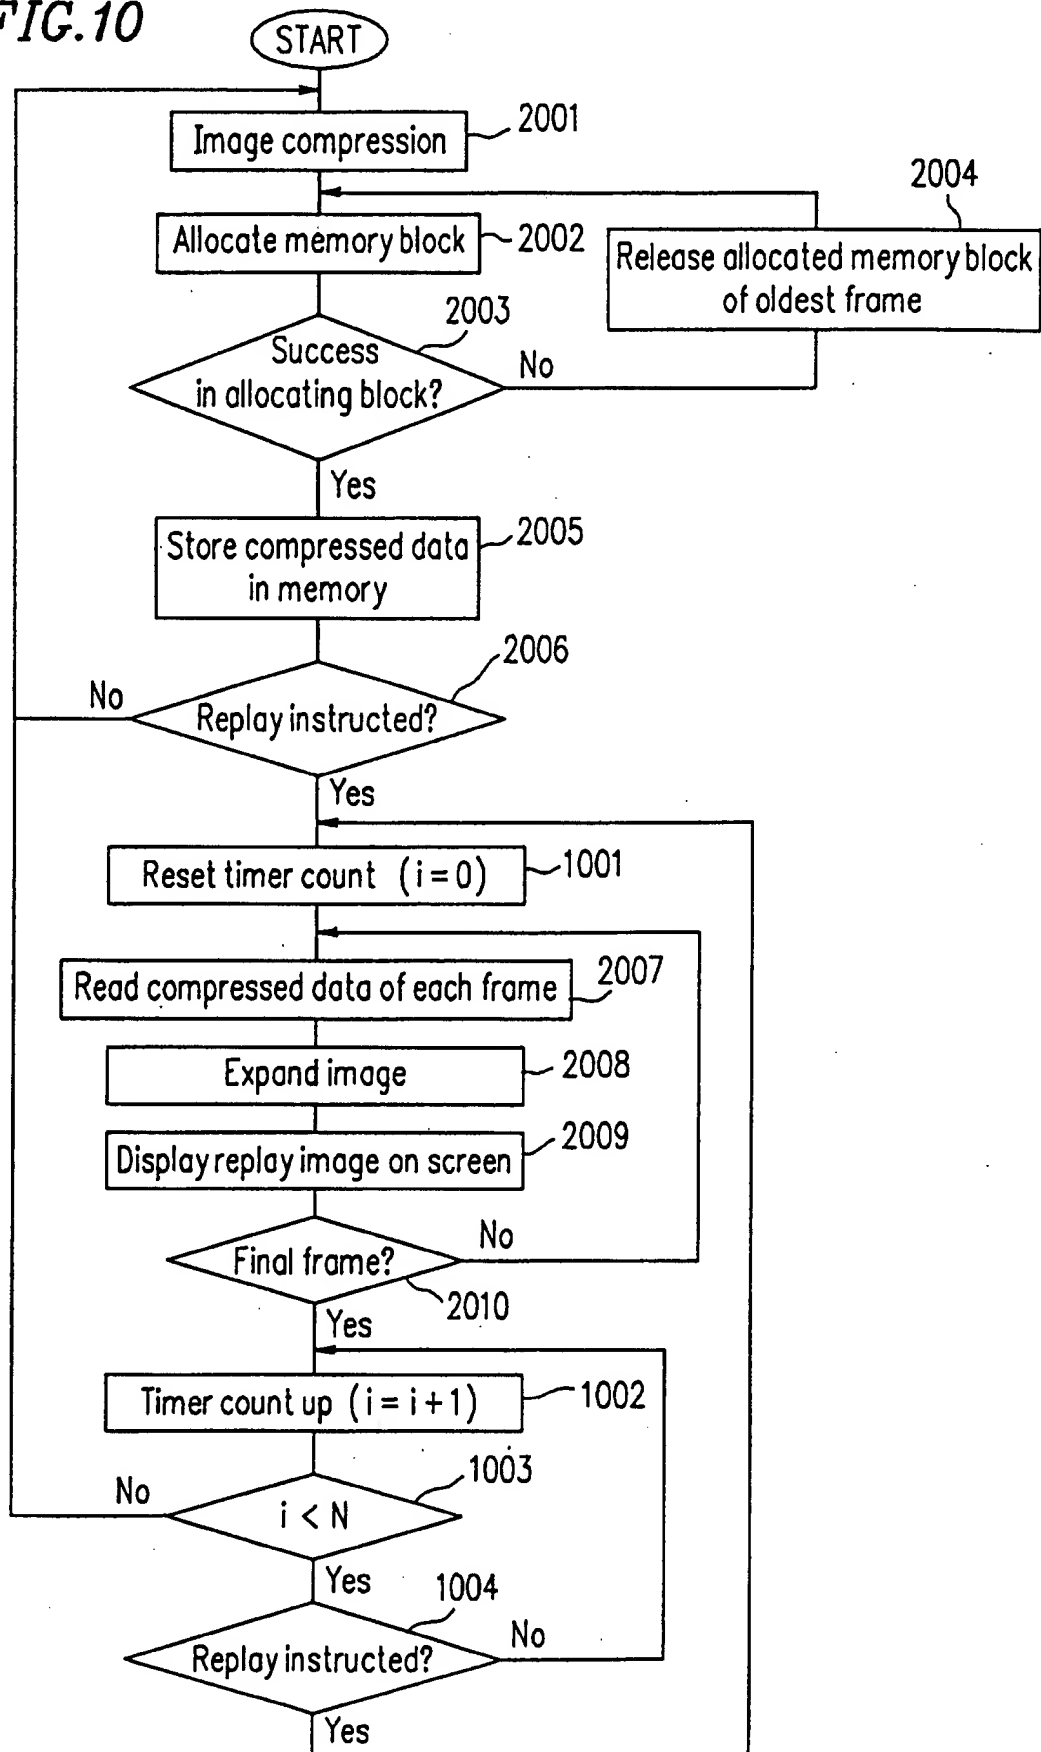 FIG.10
START
Image compression
2001
Allocate memory block
2002
2004
Release allocated memory block
of oldest frame
2003
Success
in allocating block?
No
Yes
Store compressed data
in memory
2005
2006
Replay instructed?
No
Yes
Reset timer count (i=0)
1001
Read compressed data of each frame
2007
Expand image
2008
Display replay image on screen
2009
Final frame?
No
2010
Yes
Timer count up (i=i+1)
1002
1003
No
i < N
Yes
1004
Replay instructed?
No
Yes